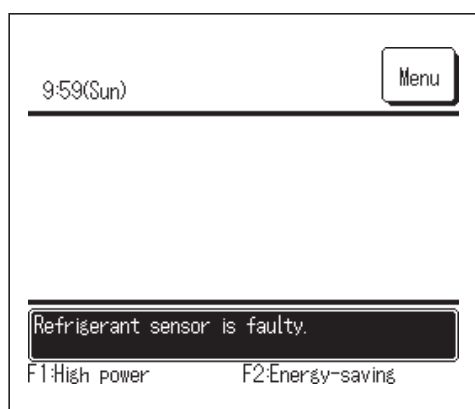 9:59(Sun)
Menu
Refrigerant sensor is faulty.
F1:High power F2:Energy-saving